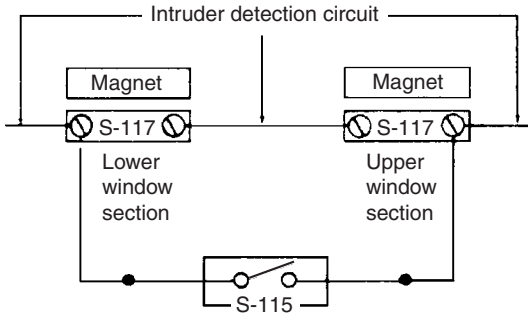 Intruder detection circuit
Magnet
Magnet
S-117
S-117
Lower
window
section
Upper
window
section
S-115